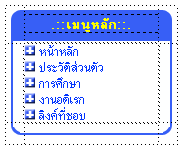 .::เมนูหลัก::.
หน้าหลัก
ประวัติส่วนตัว
การศึกษา
งานอดิเรก
ลิงค์ที่ชอบ